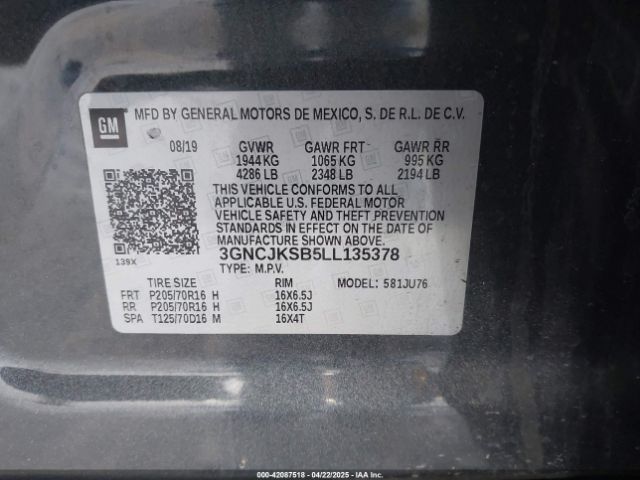 GM
MFD BY GENERAL MOTORS DE MEXICO, S. DE R.L. DE C.V.
08/19 GVWR GAWR FRT GAWR RR
1944 KG 1065 KG 995 KG
4286 LB 2348 LB 2194 LB
THIS VEHICLE CONFORMS TO ALL
APPLICABLE U.S. FEDERAL MOTOR
VEHICLE SAFETY AND THEFT PREVENTION
STANDARDS IN EFFECT ON THE DATE OF
MANUFACTURE SHOWN ABOVE.
139X 3GNCJKSB5LL135378
TYPE: M.P.V.
TIRE SIZE RIM MODEL: 581JU76
FRT P205/70R16 H 16X6.5J
RR P205/70R16 H 16X6.5J
SPA T125/70D16 M 16X4T
000-42087518 - 04/22/2025 - IAAI.COM